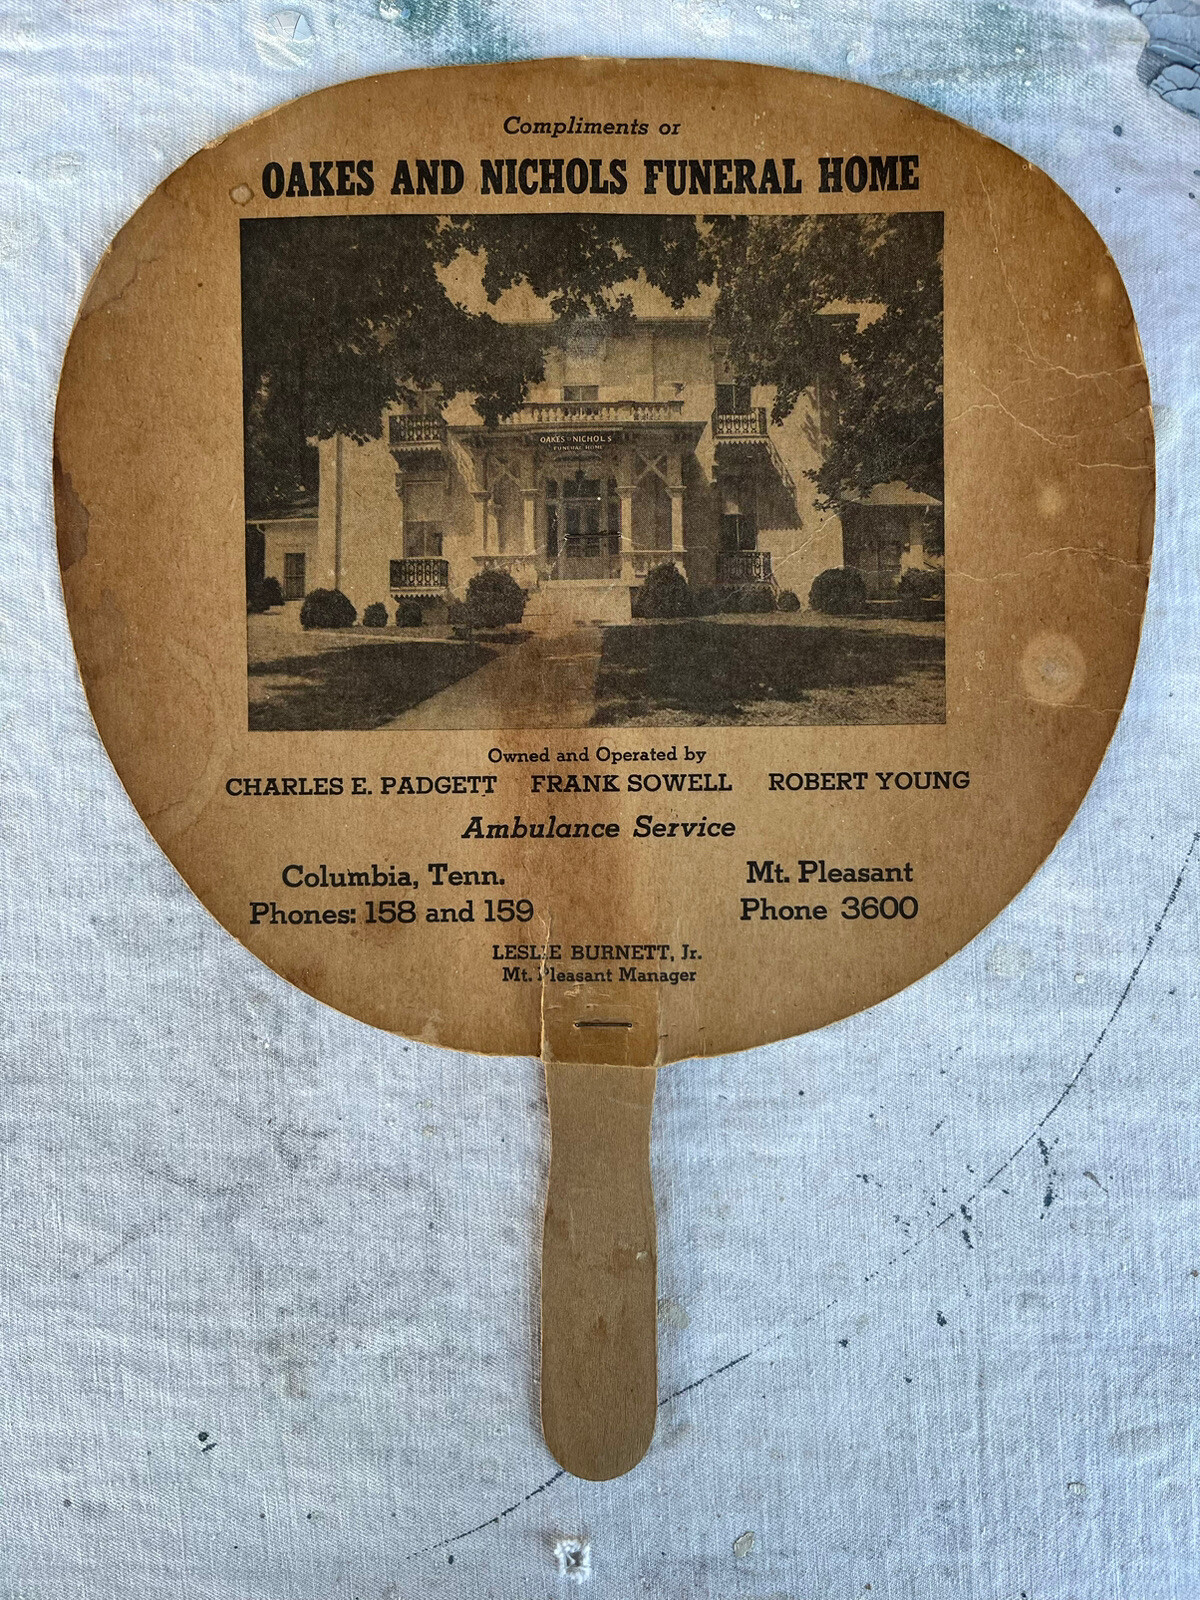 Compliments or
OAKES AND NICHOLS FUNERAL HOME
OAKES & NICHOLS
FUNERAL HOME
Owned and Operated by
CHARLES E. PADGETT FRANK SOWELL ROBERT YOUNG
Ambulance Service
Columbia, Tenn.
Phones: 158 and 159
Mt. Pleasant
Phone 3600
LESLIE BURNETT, Jr.
Mt. Pleasant Manager